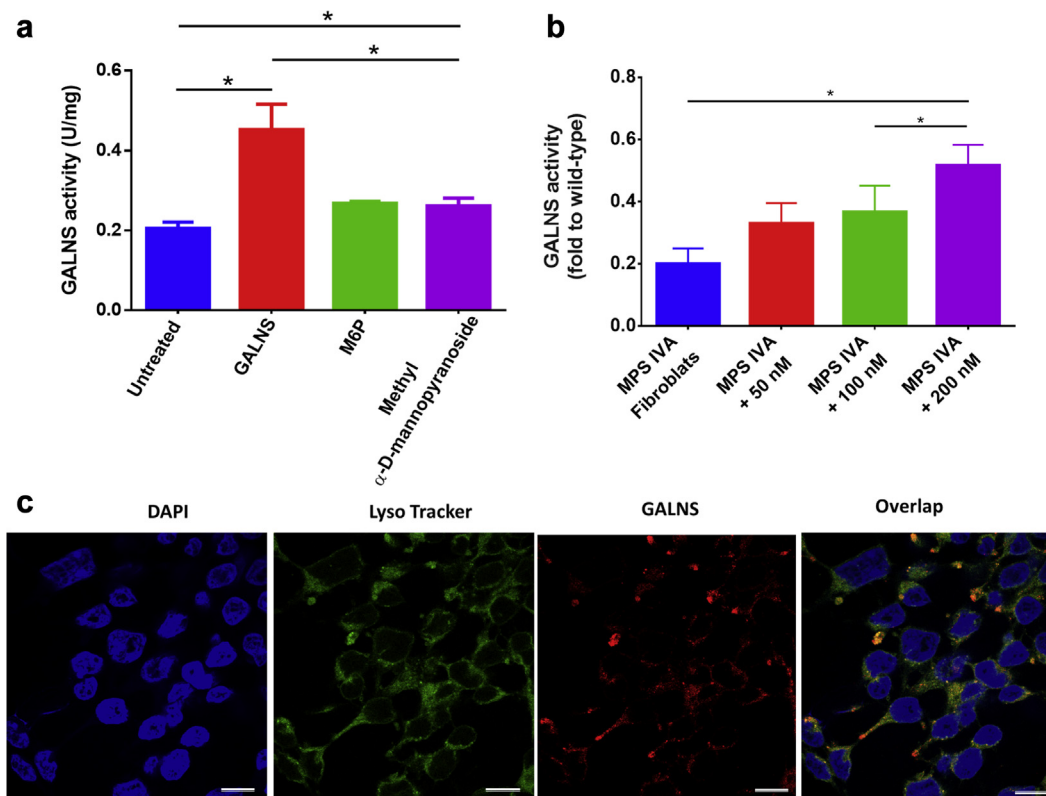 a
*
*
*
GALNS activity (U/mg)
0.6
0.4
0.2
0.0
Untreated
GALNS
M6P
Methyl
α-D-mannopyranoside
b
*
*
GALNS activity
(fold to wild-type)
0.8
0.6
0.4
0.2
0.0
MPS IVA
Fibroblats
MPS IVA
+ 50 nM
MPS IVA
+ 100 nM
MPS IVA
+ 200 nM
c
DAPI
Lyso Tracker
GALNS
Overlap